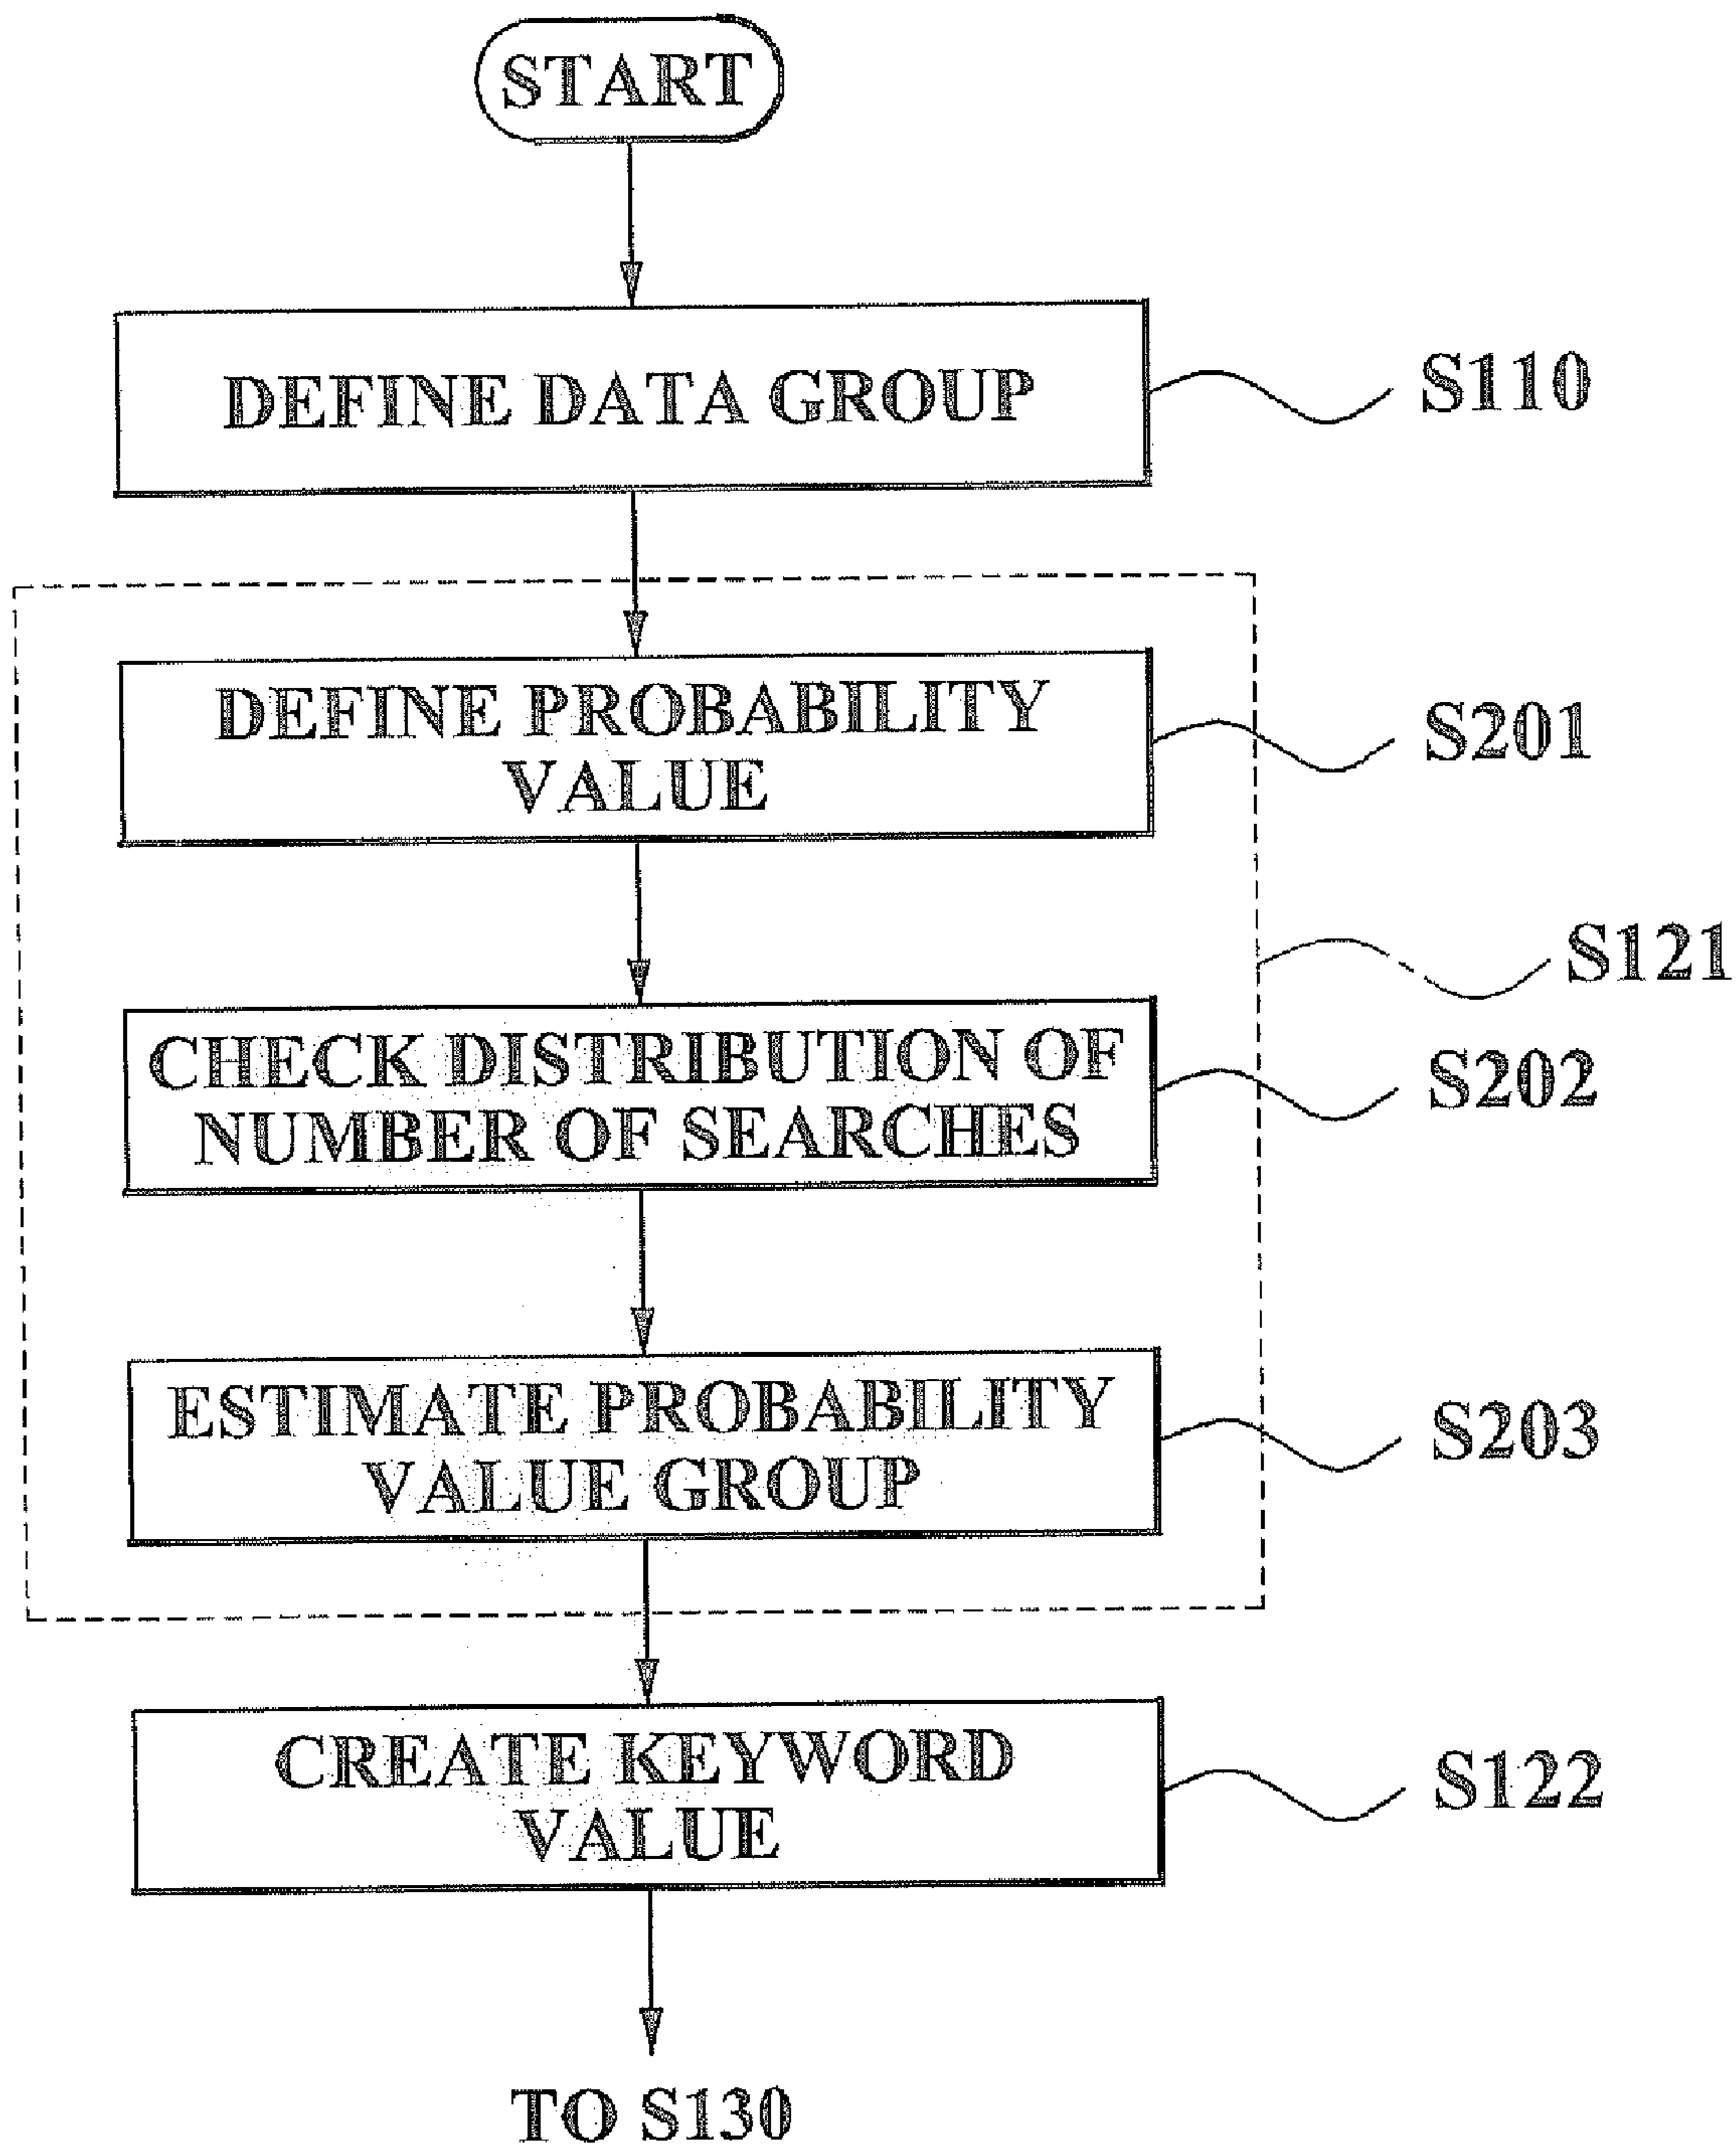 START
DEFINE DATA GROUP
S110
DEFINE PROBABILITY
VALUE
S201
S121
CHECK DISTRIBUTION OF
NUMBER OF SEARCHES
S202
ESTIMATE PROBABILITY
VALUE GROUP
S203
CREATE KEYWORD
VALUE
S122
TO S130